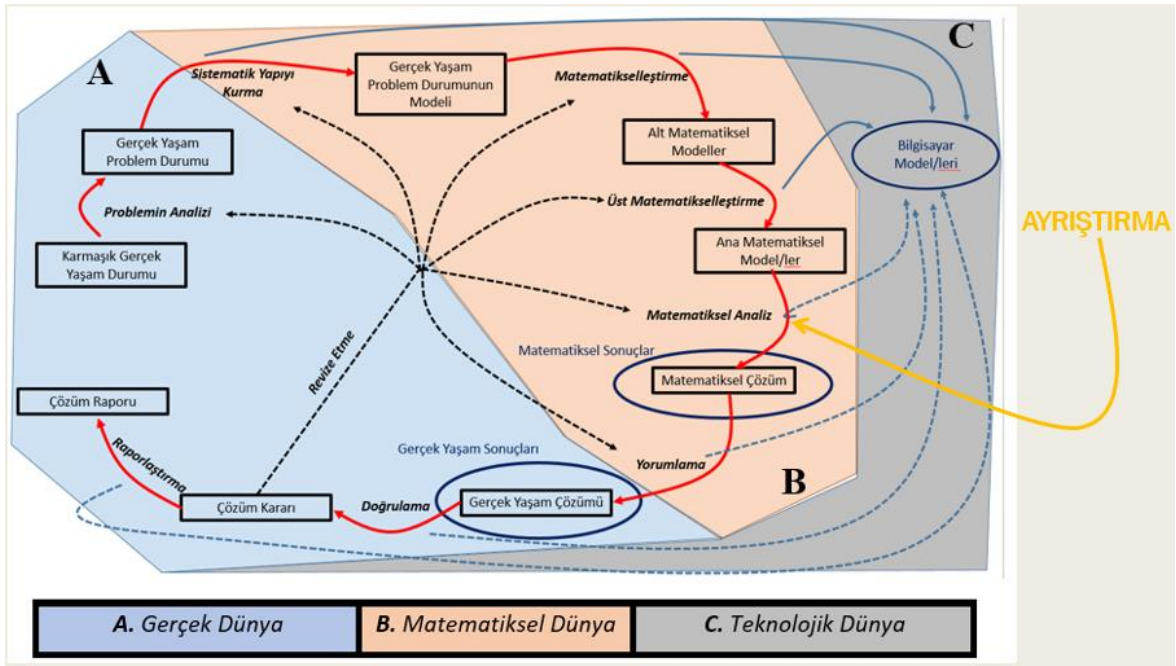 A
C
Sistematik Yapıyı
Kurma
Gerçek Yaşam
Problem Durumunun
Modeli
Matematikselleştirme
Gerçek Yaşam
Problem Durumu
Alt Matematiksel
Modeller
Bilgisayar
Model/leri
Problemin Analizi
Üst Matematikselleştirme
AYRIŞTIRMA
Karmaşık Gerçek
Yaşam Durumu
Ana Matematiksel
Model/ler
Matematiksel Analiz
Revize Etme
Matematiksel Sonuçlar
Matematiksel Çözüm
Çözüm Raporu
Gerçek Yaşam Sonuçları
Yorumlama
B
Raporlaştırma
Çözüm Kararı
Doğrulama
Gerçek Yaşam Çözümü
A. Gerçek Dünya
B. Matematiksel Dünya
C. Teknolojik Dünya